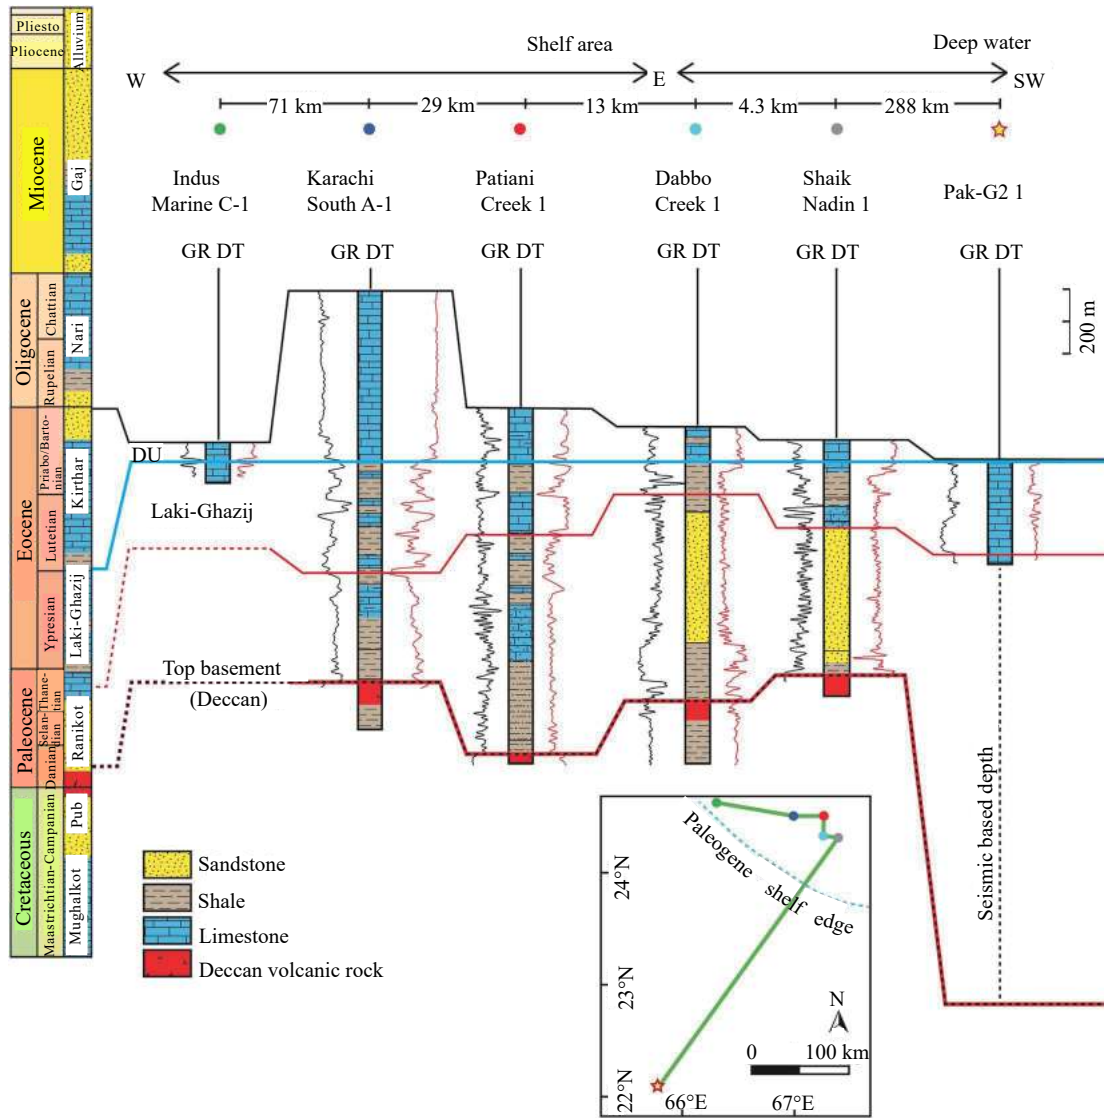 Pliesto
Pliocene
Alluvium
Miocene
Gaj
Oligocene
Chattian
Rupelian
Nari
Eocene
Priabo/Barto-
nian
Lutetian
Ypresian
Kirthar
Laki-Ghazij
Paleocene
Thane-
tian
Selan-
dian
Danian
Ranikot
Cretaceous
Maastrichtian-Campanian
Pub
Mughalkot
Shelf area
Deep water
W
E
SW
71 km
29 km
13 km
4.3 km
288 km
Indus
Marine C-1
Karachi
South A-1
Patiani
Creek 1
Dabbo
Creek 1
Shaik
Nadin 1
Pak-G2 1
GR DT
GR DT
GR DT
GR DT
GR DT
GR DT
200 m
DU
Laki-Ghazij
Top basement
(Deccan)
Seismic based depth
Sandstone
Shale
Limestone
Deccan volcanic rock
Paleogene shelf edge
24°N
23°N
22°N
66°E
67°E
N
0
100 km